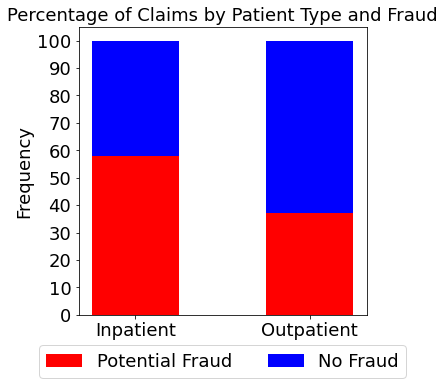 Percentage of Claims by Patient Type and Fraud
Frequency
100
90
80
70
60
50
40
30
20
10
0
Inpatient Outpatient
Potential Fraud No Fraud